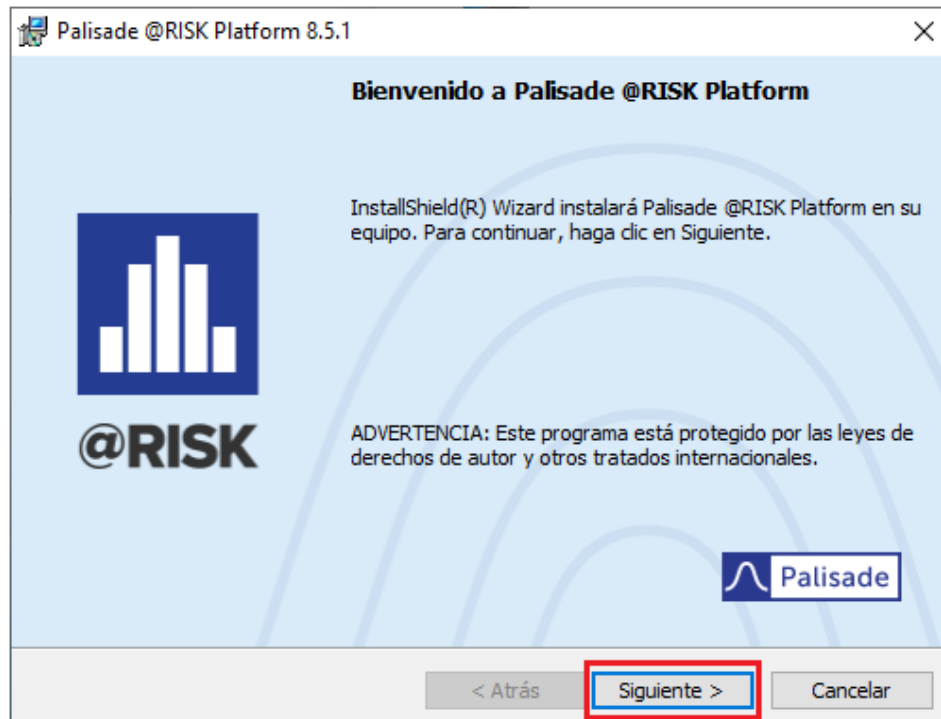 Palisade @RISK Platform 8.5.1
Bienvenido a Palisade @RISK Platform
InstallShield(R) Wizard instalará Palisade @RISK Platform en su
equipo. Para continuar, haga clic en Siguiente.
@RISK
ADVERTENCIA: Este programa está protegido por las leyes de
derechos de autor y otros tratados internacionales.
Palisade
< Atrás
Siguiente >
Cancelar